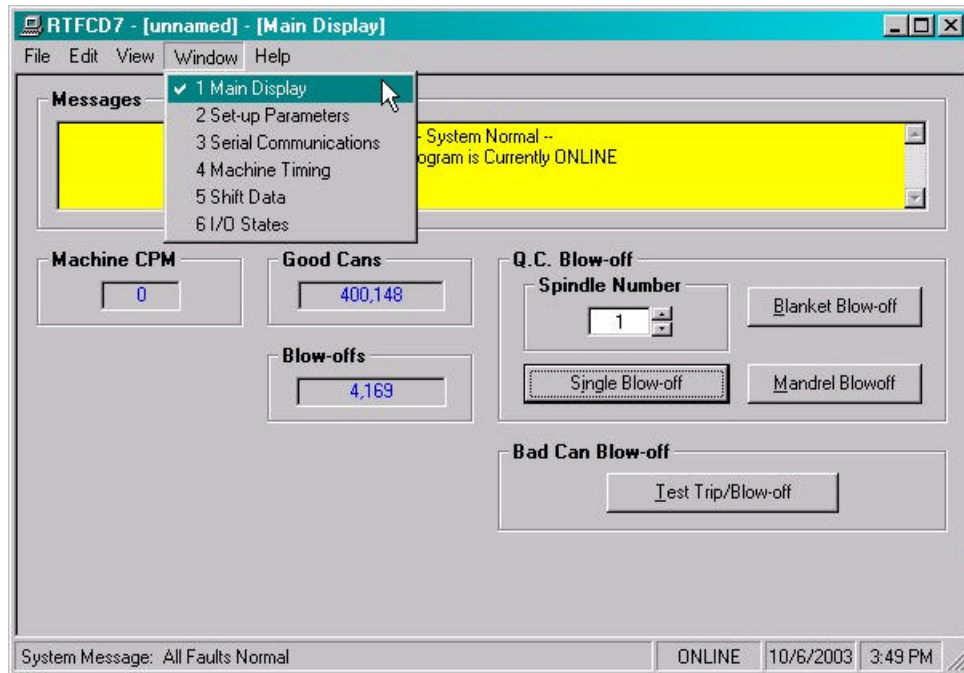 RTFCD7 - [unnamed] - [Main Display]
File Edit View Window Help
1 Main Display
2 Set-up Parameters
3 Serial Communications
4 Machine Timing
5 Shift Data
6 I/O States
Messages
- System Normal --
is Currently ONLINE
Machine CPM
0
Good Cans
400,148
Blow-offs
4,169
Q.C. Blow-off
Spindle Number
1
Blanket Blow-off
Single Blow-off
Mandrel Blowoff
Bad Can Blow-off
Test Trip/Blow-off
System Message: All Faults Normal
ONLINE
10/6/2003
3:49 PM